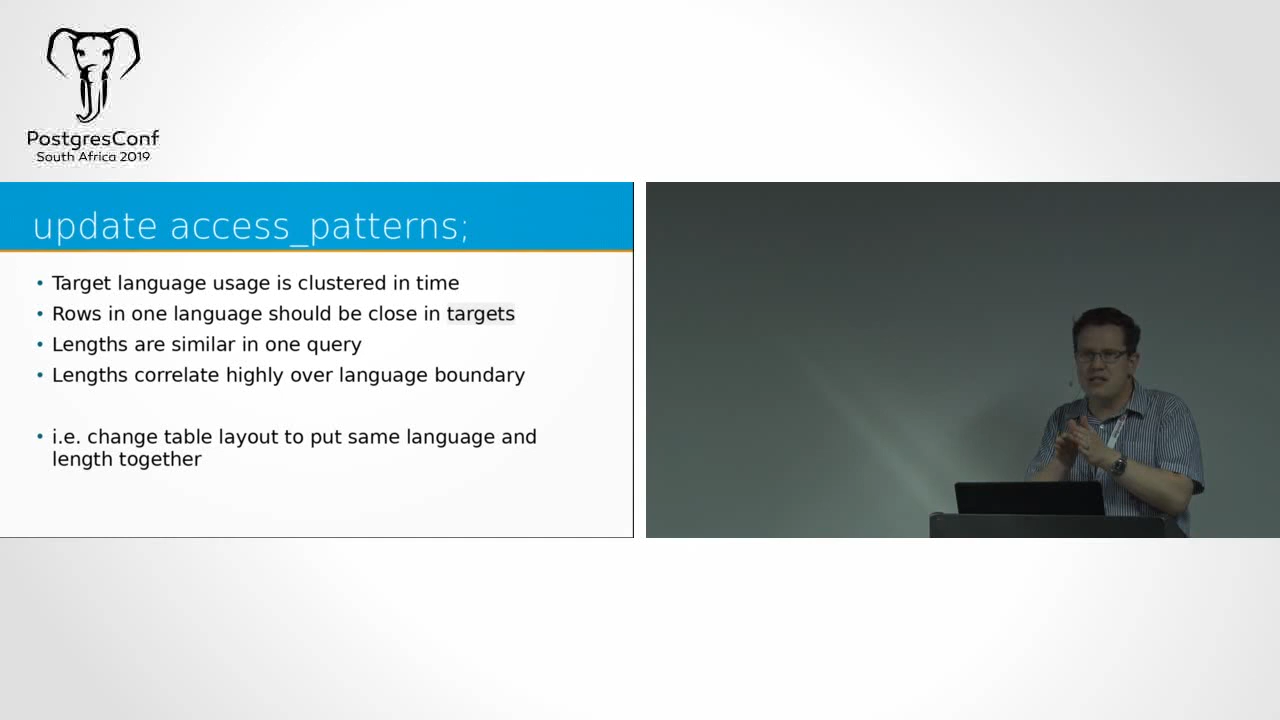 PostgresConf
South Africa 2019
update access_patterns;
• Target language usage is clustered in time
• Rows in one language should be close in targets
• Lengths are similar in one query
• Lengths correlate highly over language boundary
• i.e. change table layout to put same language and
length together